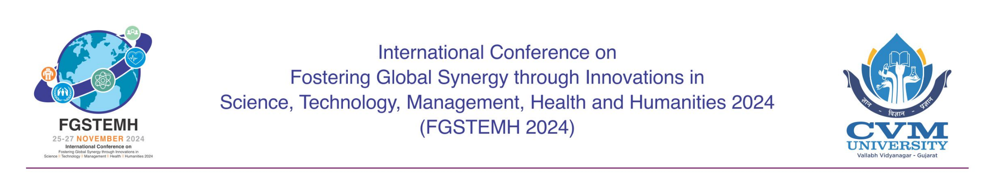 FGSTEMH
25-27 NOVEMBER 2024
International Conference on
Fostering Global Synergy through Innovations in
Science || Technology || Management || Health || Humanities 2024
International Conference on
Fostering Global Synergy through Innovations in
Science, Technology, Management, Health and Humanities 2024
(FGSTEMH 2024)
ज्ञान - विज्ञान - प्रज्ञान
CVM
UNIVERSITY
Vallabh Vidyanagar - Gujarat